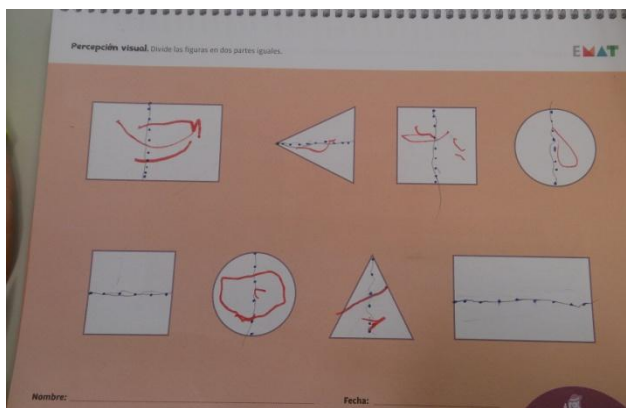 Percepción visual. Divide las figuras en dos partes iguales.
EMAT
Nombre:
Fecha: